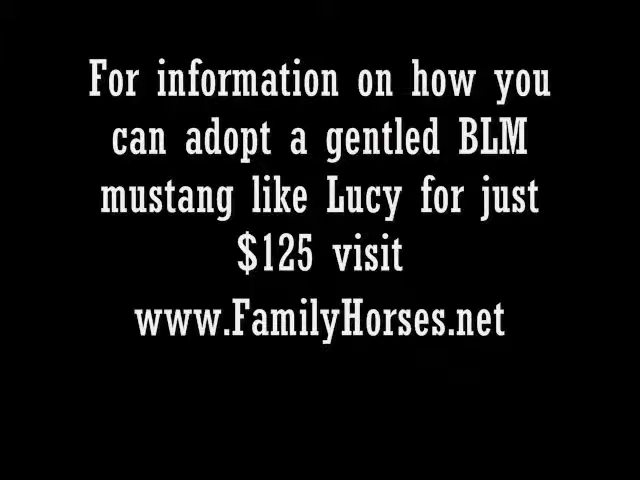 For information on how you
can adopt a gentled BLM
mustang like Lucy for just
$125 visit
www.FamilyHorses.net